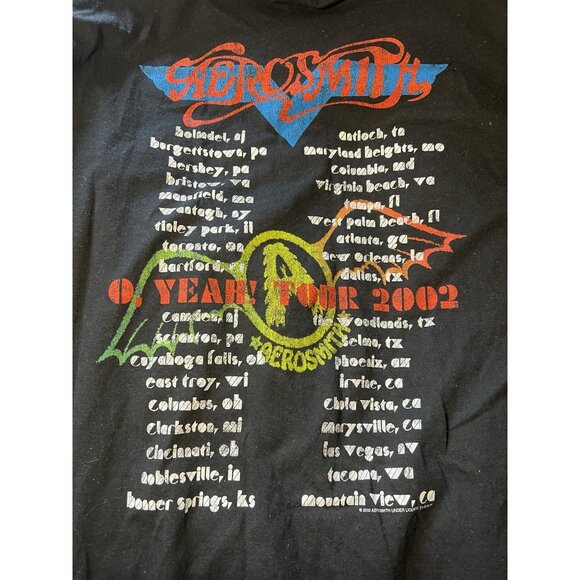 AEROSMITH
holmdel, nj
burgettstown, pa
hershey, pa
bristow, va
mansfield, ma
wantagh, ny
tinley park, il
toronto, on
hartford,
antioch, tn
maryland heights, mo
columbia, md
virginia beach, va
tampa, fl
west palm beach, fl
atlanta, ga
new orleans, la
dallas, tx
A
O, YEAH! TOUR 2002
AEROSMITH
camden, nj
scranton, pa
cuyahoga falls, oh
east troy, wi
columbus, oh
clarkston, mi
cincinnati, oh
noblesville, in
bonner springs, ks
the woodlands, tx
selma, tx
phoenix, az
irvine, ca
chula vista, ca
marysville, ca
las vegas, nv
tacoma, wa
mountain view, ca
© 2002 AEROSMITH UNDER